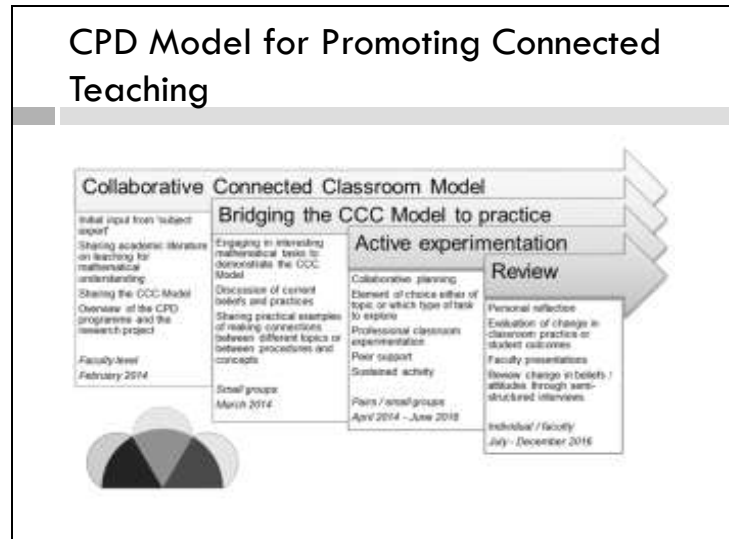 CPD Model for Promoting Connected
Teaching
Collaborative Connected Classroom Model
Initial input from 'subject
expert'
Sharing academic literature
on teaching for
mathematical
understanding
Sharing the CCC Model
Overview of the CPD
programme and the
research project
Faculty level
February 2014
Bridging the CCC Model to practice
Engaging in interesting
mathematical tasks to
demonstrate the CCC
Model
Discussion of current
beliefs and practices
Sharing practical examples
of making connections
between different topics or
between procedures and
concepts
Small groups
March 2014
Active experimentation
Collaborative planning
Element of choice either of
topic or which type of task
to explore
Professional classroom
experimentation
Peer support
Sustained activity
Pairs / small groups
April 2014 – June 2016
Review
Personal reflection
Evaluation of change in
classroom practice or
student outcomes
Faculty presentations
Review change in beliefs /
attitudes through semi-
structured interviews
Individual / faculty
July - December 2016